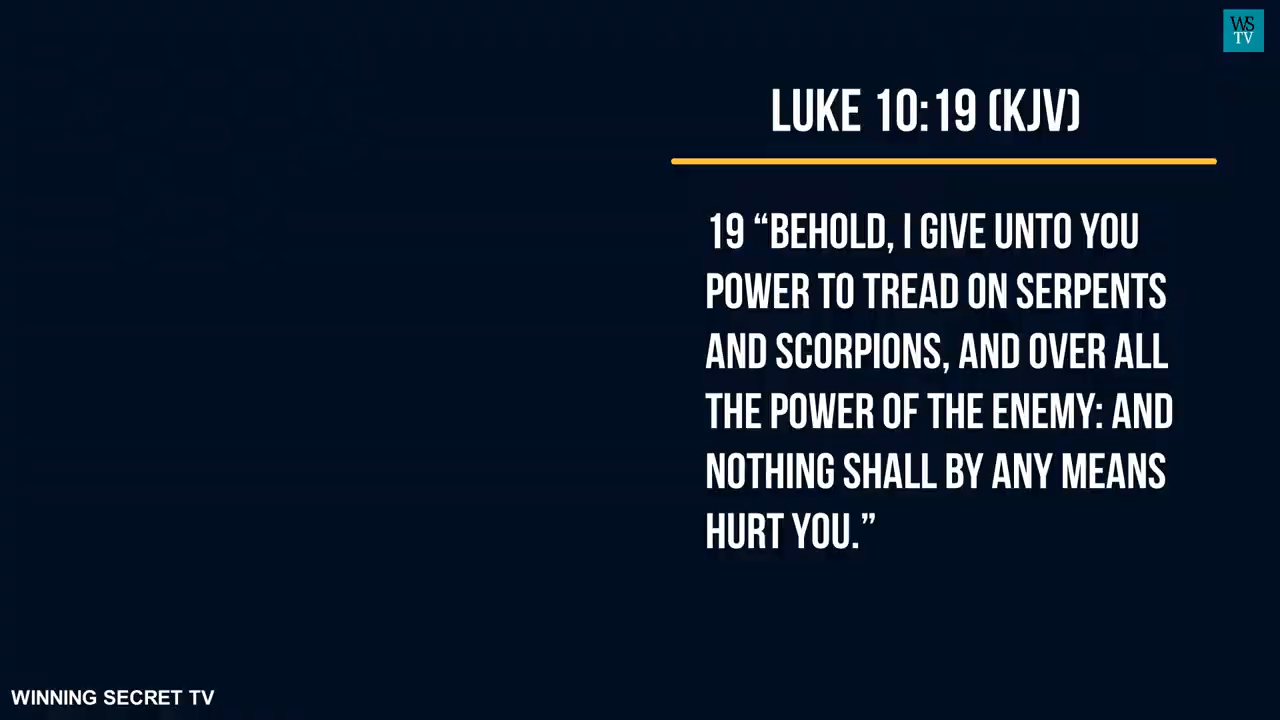 WS
TV
LUKE 10:19 (KJV)
19 “BEHOLD, I GIVE UNTO YOU
POWER TO TREAD ON SERPENTS
AND SCORPIONS, AND OVER ALL
THE POWER OF THE ENEMY: AND
NOTHING SHALL BY ANY MEANS
HURT YOU.”
WINNING SECRET TV